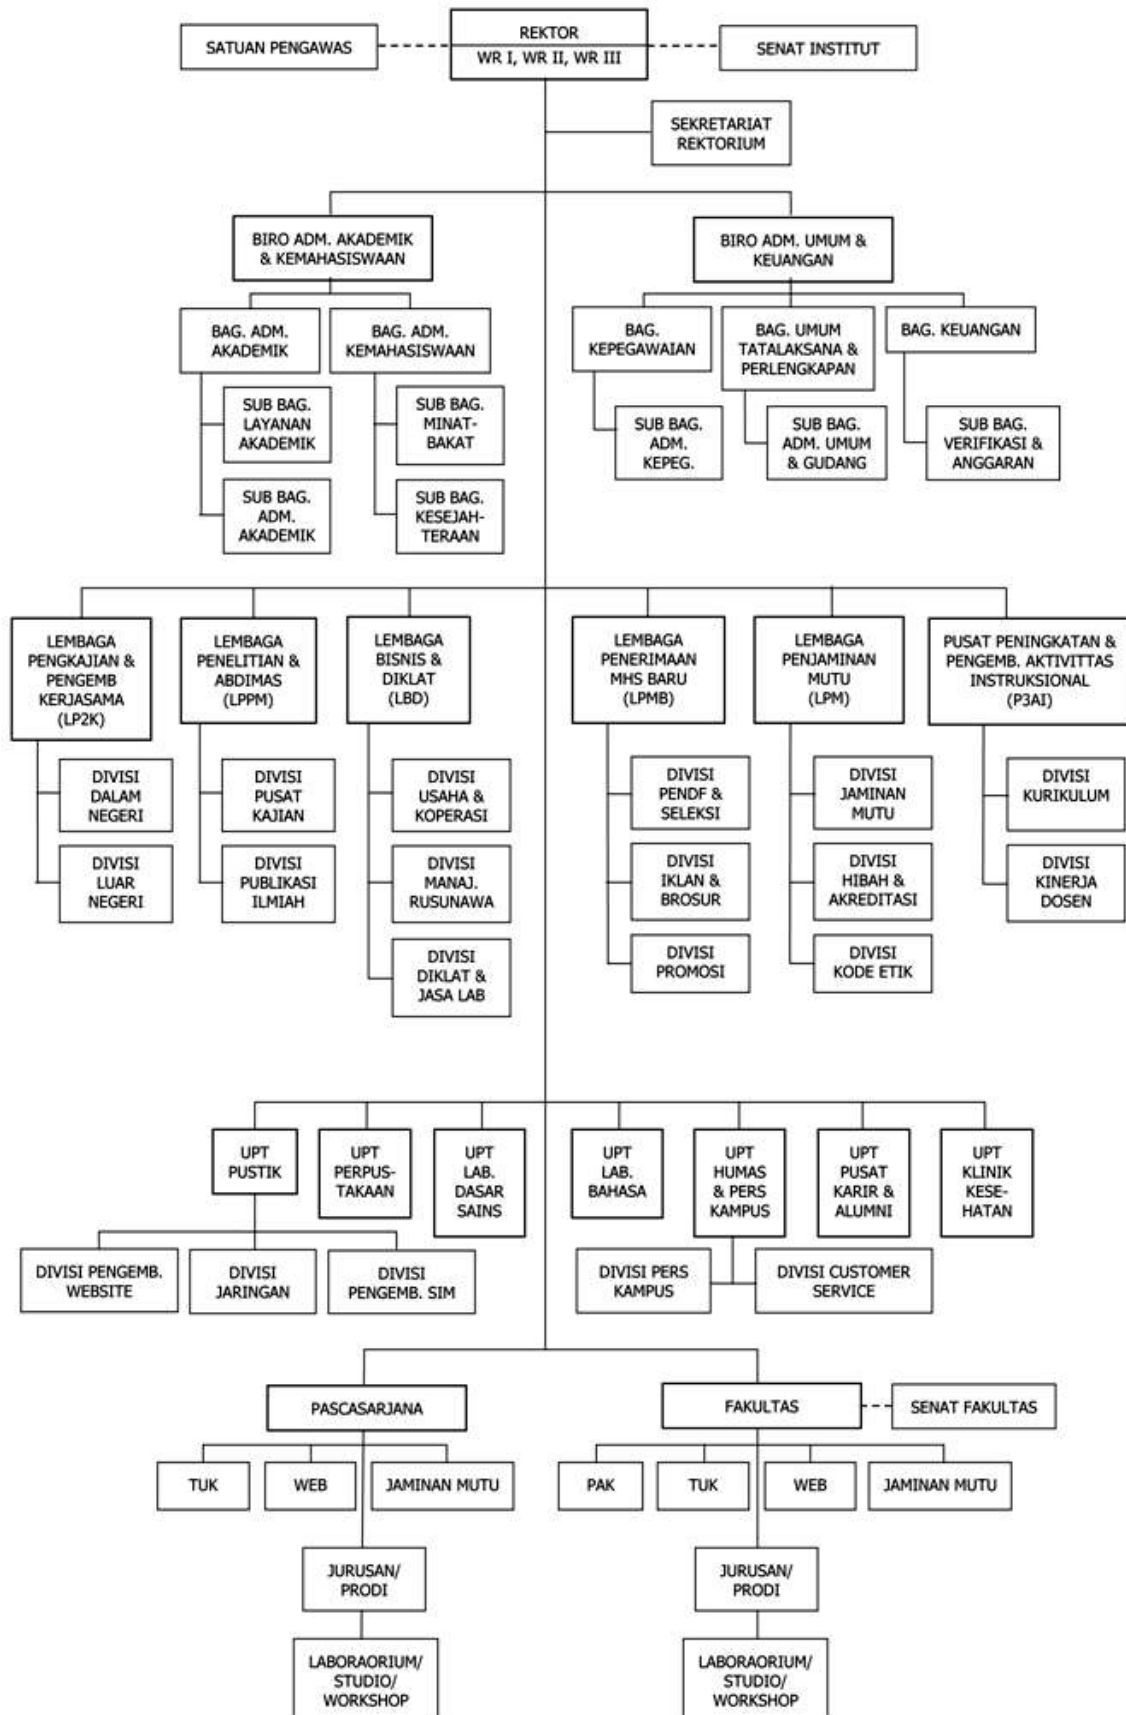 REKTOR
WR I, WR II, WR III
SATUAN PENGAWAS
SENAT INSTITUT
SEKRETARIAT
REKTORIUM
BIRO ADM. AKADEMIK
& KEMAHASISWAAN
BIRO ADM. UMUM &
KEUANGAN
BAG. ADM.
AKADEMIK
BAG. ADM.
KEMAHASISWAAN
BAG.
KEPEGAWAIAN
BAG. UMUM
TATALAKSANA &
PERLENGKAPAN
BAG. KEUANGAN
SUB BAG.
LAYANAN
AKADEMIK
SUB BAG.
MINAT-
BAKAT
SUB BAG.
ADM.
KEPEG.
SUB BAG.
ADM. UMUM
& GUDANG
SUB BAG.
VERIFIKASI &
ANGGARAN
SUB BAG.
ADM.
AKADEMIK
SUB BAG.
KESEJAH-
TERAAN
LEMBAGA
PENGKAJIAN &
PENGEMB
KERJASAMA
(LP2K)
LEMBAGA
PENELITIAN &
ABDIMAS
(LPPM)
LEMBAGA
BISNIS &
DIKLAT
(LBD)
LEMBAGA
PENERIMAAN
MHS BARU
(LPMB)
LEMBAGA
PENJAMINAN
MUTU
(LPM)
PUSAT PENINGKATAN &
PENGEMB. AKTIVITTAS
INSTRUKSIONAL
(P3AI)
DIVISI
DALAM
NEGERI
DIVISI
PUSAT
KAJIAN
DIVISI
USAHA &
KOPERASI
DIVISI
PENDF &
SELEKSI
DIVISI
JAMINAN
MUTU
DIVISI
KURIKULUM
DIVISI
LUAR
NEGERI
DIVISI
PUBLIKASI
ILMIAH
DIVISI
MANAJ.
RUSUNAWA
DIVISI
IKLAN &
BROSUR
DIVISI
HIBAH &
AKREDITASI
DIVISI
KINERJA
DOSEN
DIVISI
DIKLAT &
JASA LAB
DIVISI
PROMOSI
DIVISI
KODE ETIK
UPT
PUSTIK
UPT
PERPUS-
TAKAAN
UPT
LAB.
DASAR
SAINS
UPT
LAB.
BAHASA
UPT
HUMAS
& PERS
KAMPUS
UPT
PUSAT
KARIR &
ALUMNI
UPT
KLINIK
KESE-
HATAN
DIVISI PENGEMB.
WEBSITE
DIVISI
JARINGAN
DIVISI
PENGEMB. SIM
DIVISI PERS
KAMPUS
DIVISI CUSTOMER
SERVICE
PASCASARJANA
FAKULTAS
SENAT FAKULTAS
TUK
WEB
JAMINAN MUTU
PAK
TUK
WEB
JAMINAN MUTU
JURUSAN/
PRODI
JURUSAN/
PRODI
LABORAORIUM/
STUDIO/
WORKSHOP
LABORAORIUM/
STUDIO/
WORKSHOP